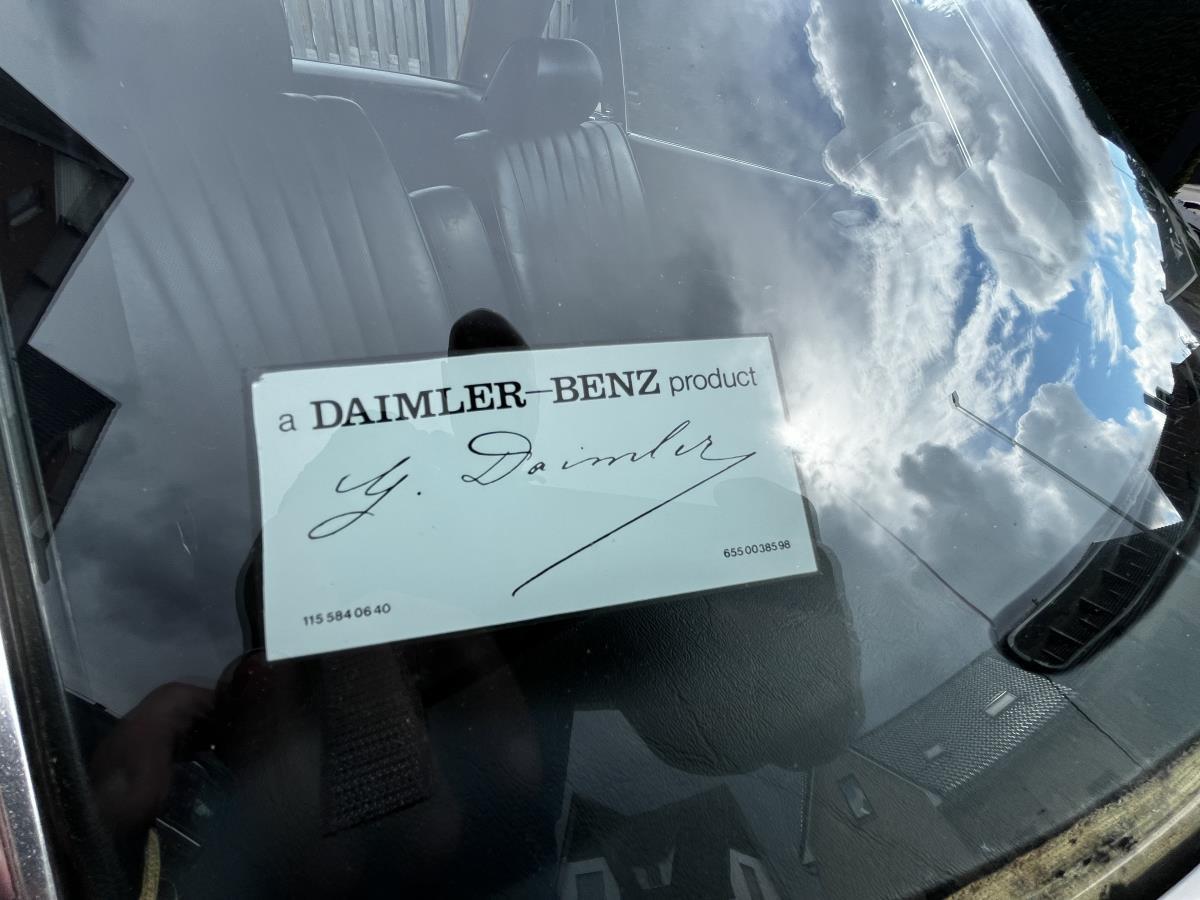 a DAIMLER–BENZ product
G. Daimler
6550038598
115 584 06 40